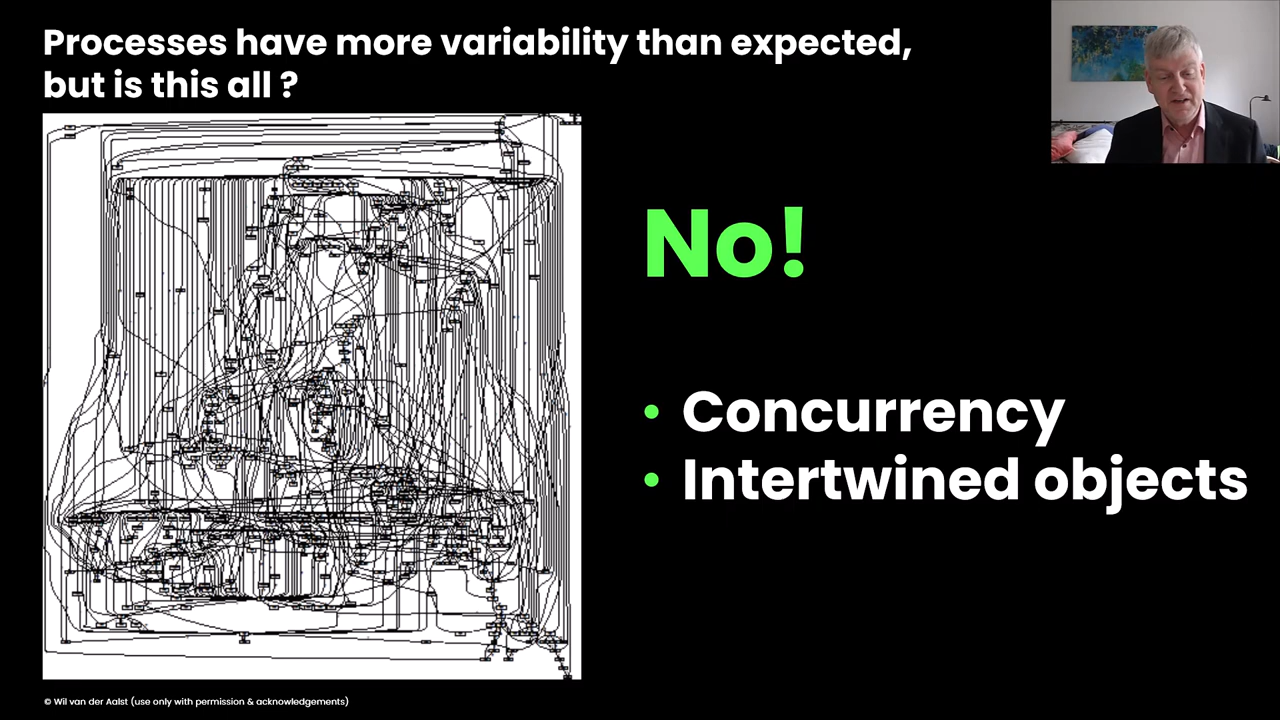 Processes have more variability than expected,
but is this all ?
No!
• Concurrency
• Intertwined objects
© Wil van der Aalst (use only with permission & acknowledgements)